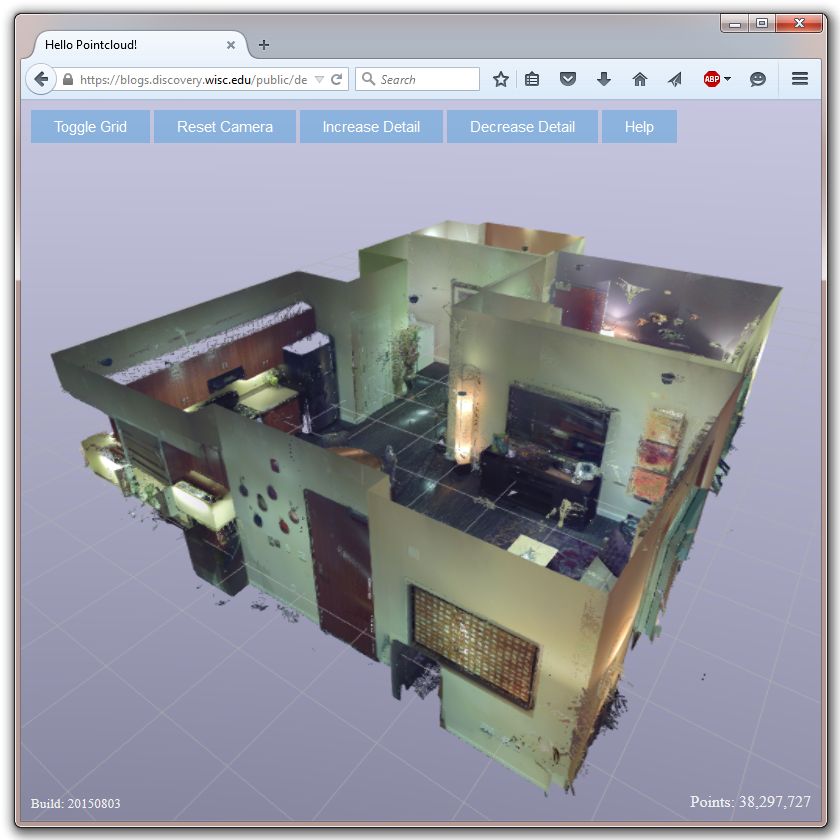 Hello Pointcloud!
https://blogs.discovery.wisc.edu/public/de
Search
ABP
Toggle Grid
Reset Camera
Increase Detail
Decrease Detail
Help
Build: 20150803
Points: 38,297,727